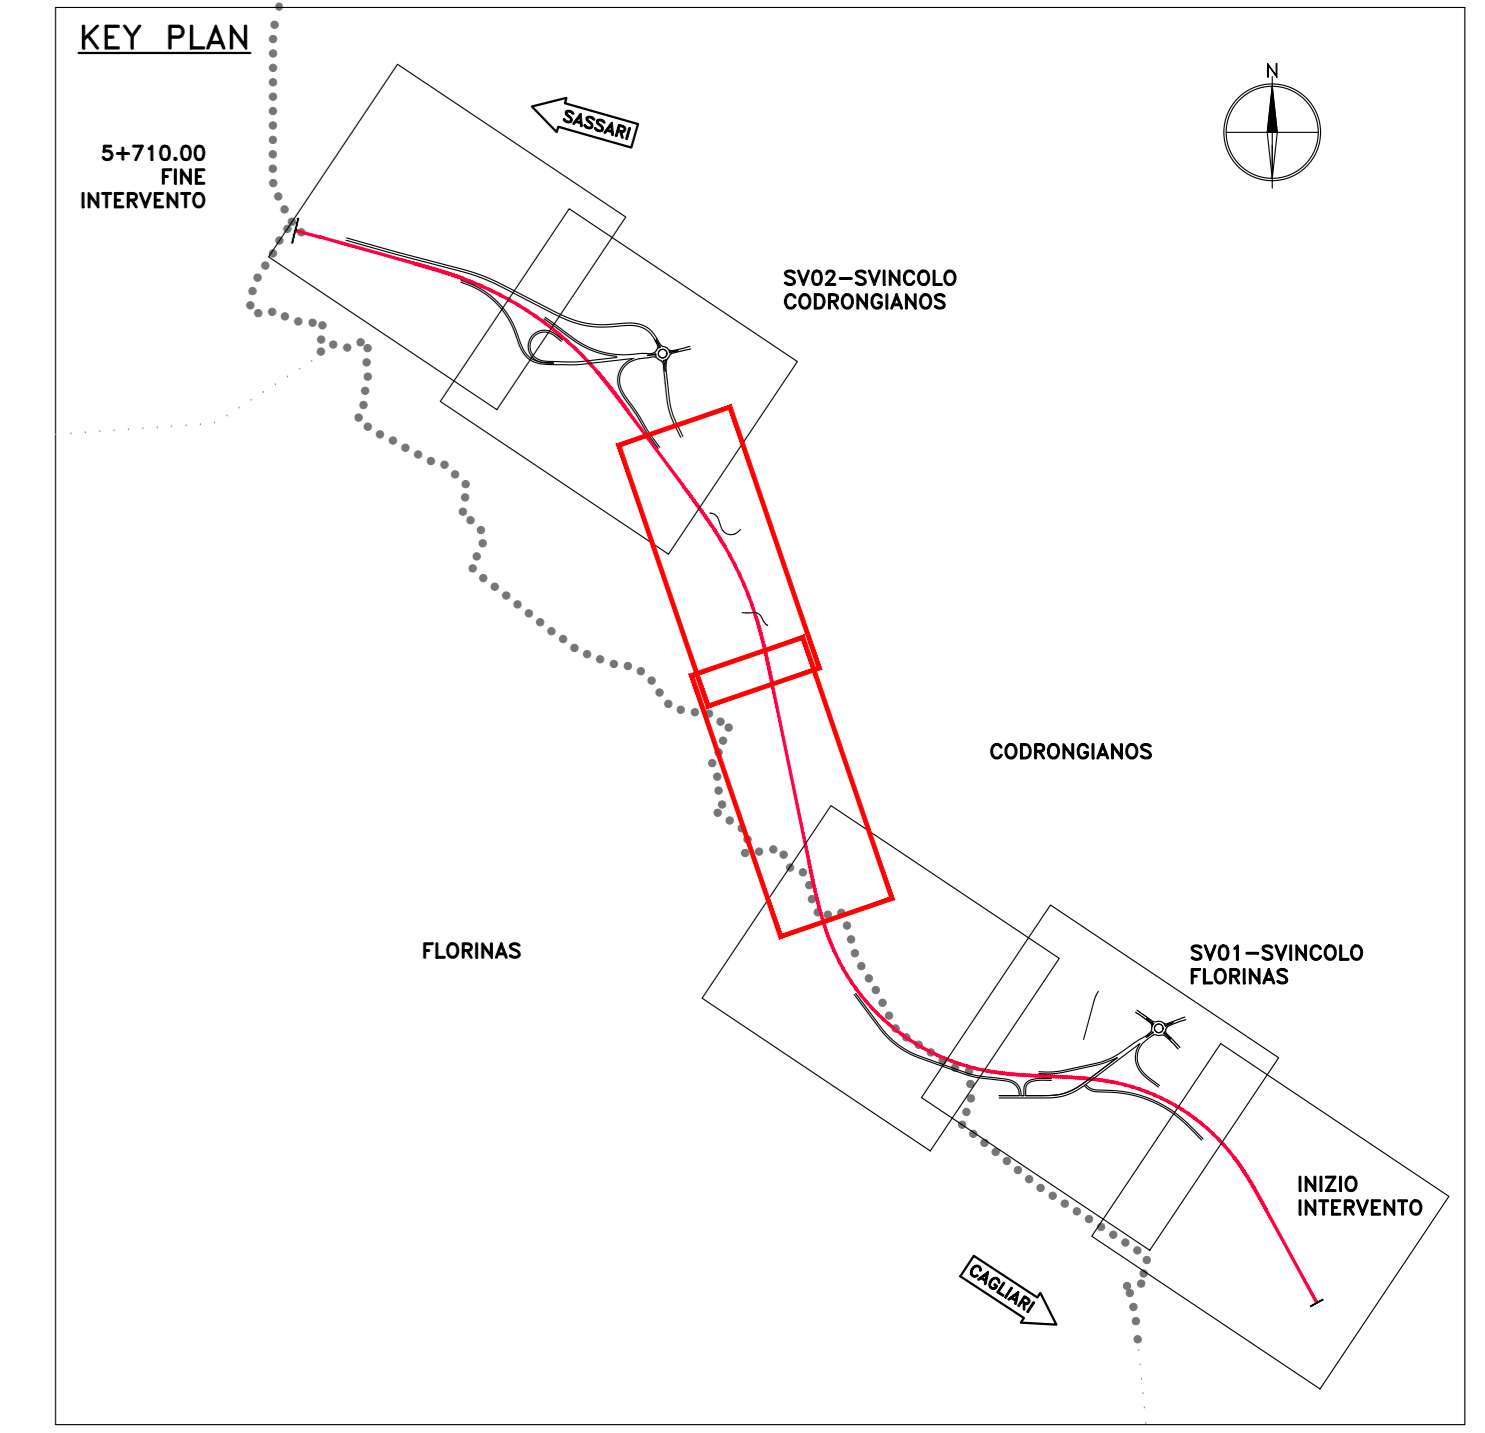 KEY PLAN
N
SASSARI
5+710.00
FINE
INTERVENTO
SV02-SVINCOLO
CODRONGIANOS
CODRONGIANOS
FLORINAS
SV01-SVINCOLO
FLORINAS
INIZIO
INTERVENTO
CAGLIARI